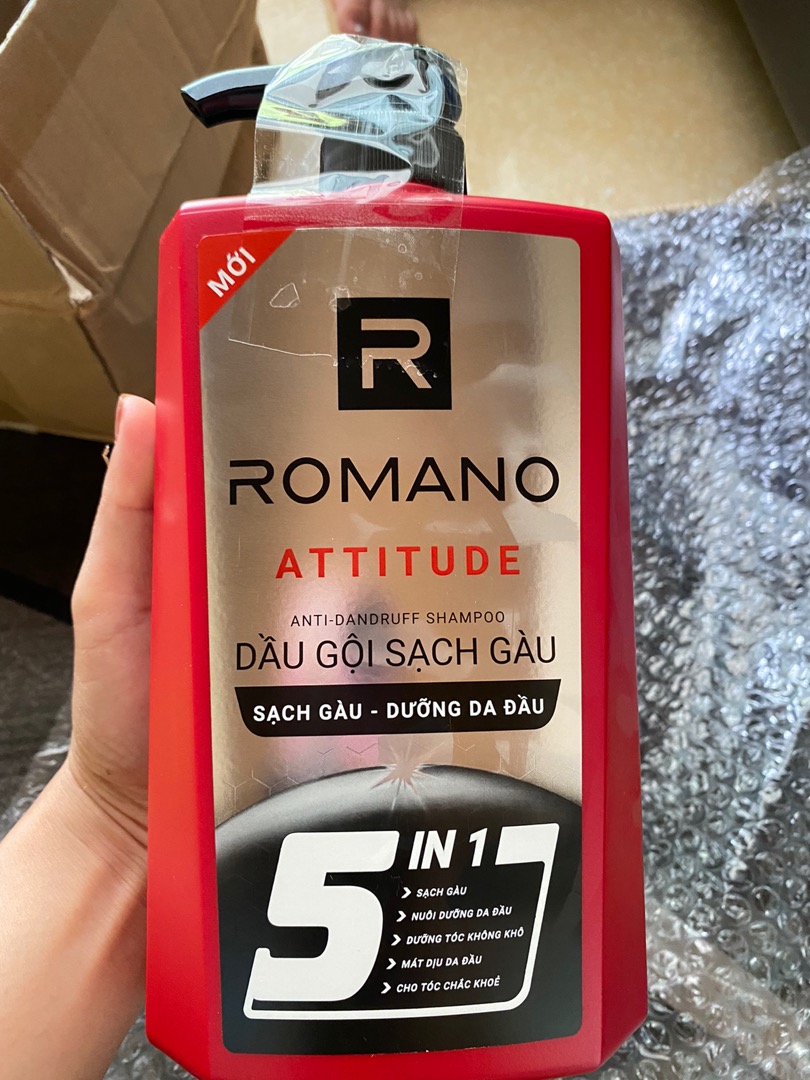 MỚI
R
ROMANO
ATTITUDE
ANTI-DANDRUFF SHAMPOO
DẦU GỘI SẠCH GÀU
SẠCH GÀU - DƯỠNG DA ĐẦU
5 IN 1
SẠCH GÀU
NUÔI DƯỠNG DA ĐẦU
DƯỠNG TÓC KHÔNG KHÔ
MÁT DỊU DA ĐẦU
CHO TÓC CHẮC KHOẺ